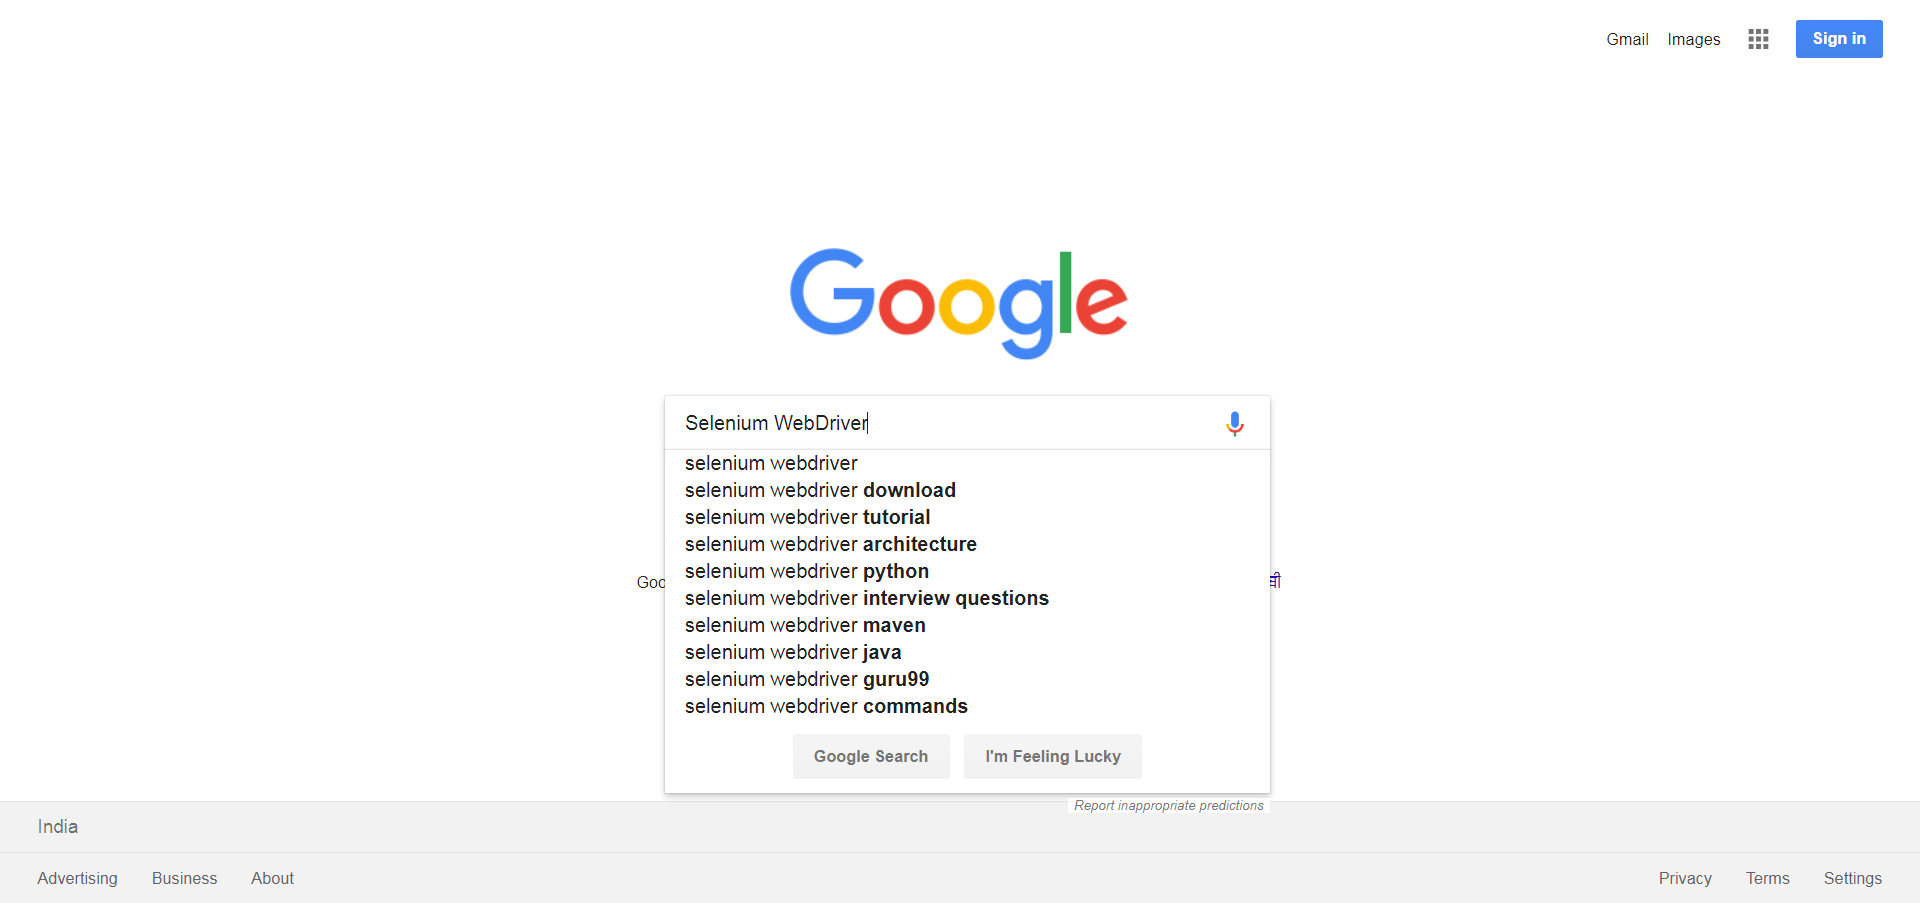 Gmail Images Sign in
Google
Selenium WebDriver
selenium webdriver
selenium webdriver download
selenium webdriver tutorial
selenium webdriver architecture
selenium webdriver python
Goo
selenium webdriver interview questions
selenium webdriver maven
selenium webdriver java
selenium webdriver guru99
selenium webdriver commands
Google Search I'm Feeling Lucky
Report inappropriate predictions
India
Advertising Business About Privacy Terms Settings